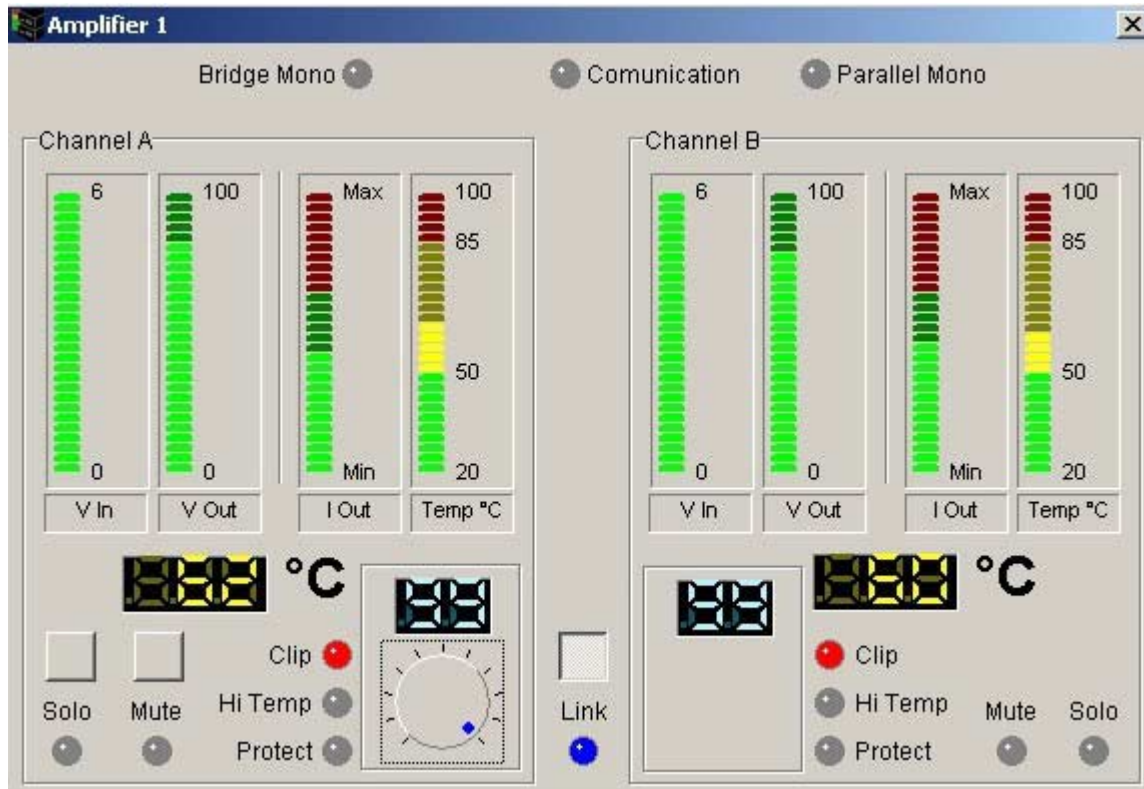 Amplifier 1
Bridge Mono
Comunication
Parallel Mono
Channel A
6
0
V In
100
0
V Out
Max
Min
I Out
100
85
50
20
Temp °C
°C
Solo
Mute
Clip
Hi Temp
Protect
Link
Channel B
6
0
V In
100
0
V Out
Max
Min
I Out
100
85
50
20
Temp °C
°C
Clip
Hi Temp
Protect
Mute
Solo